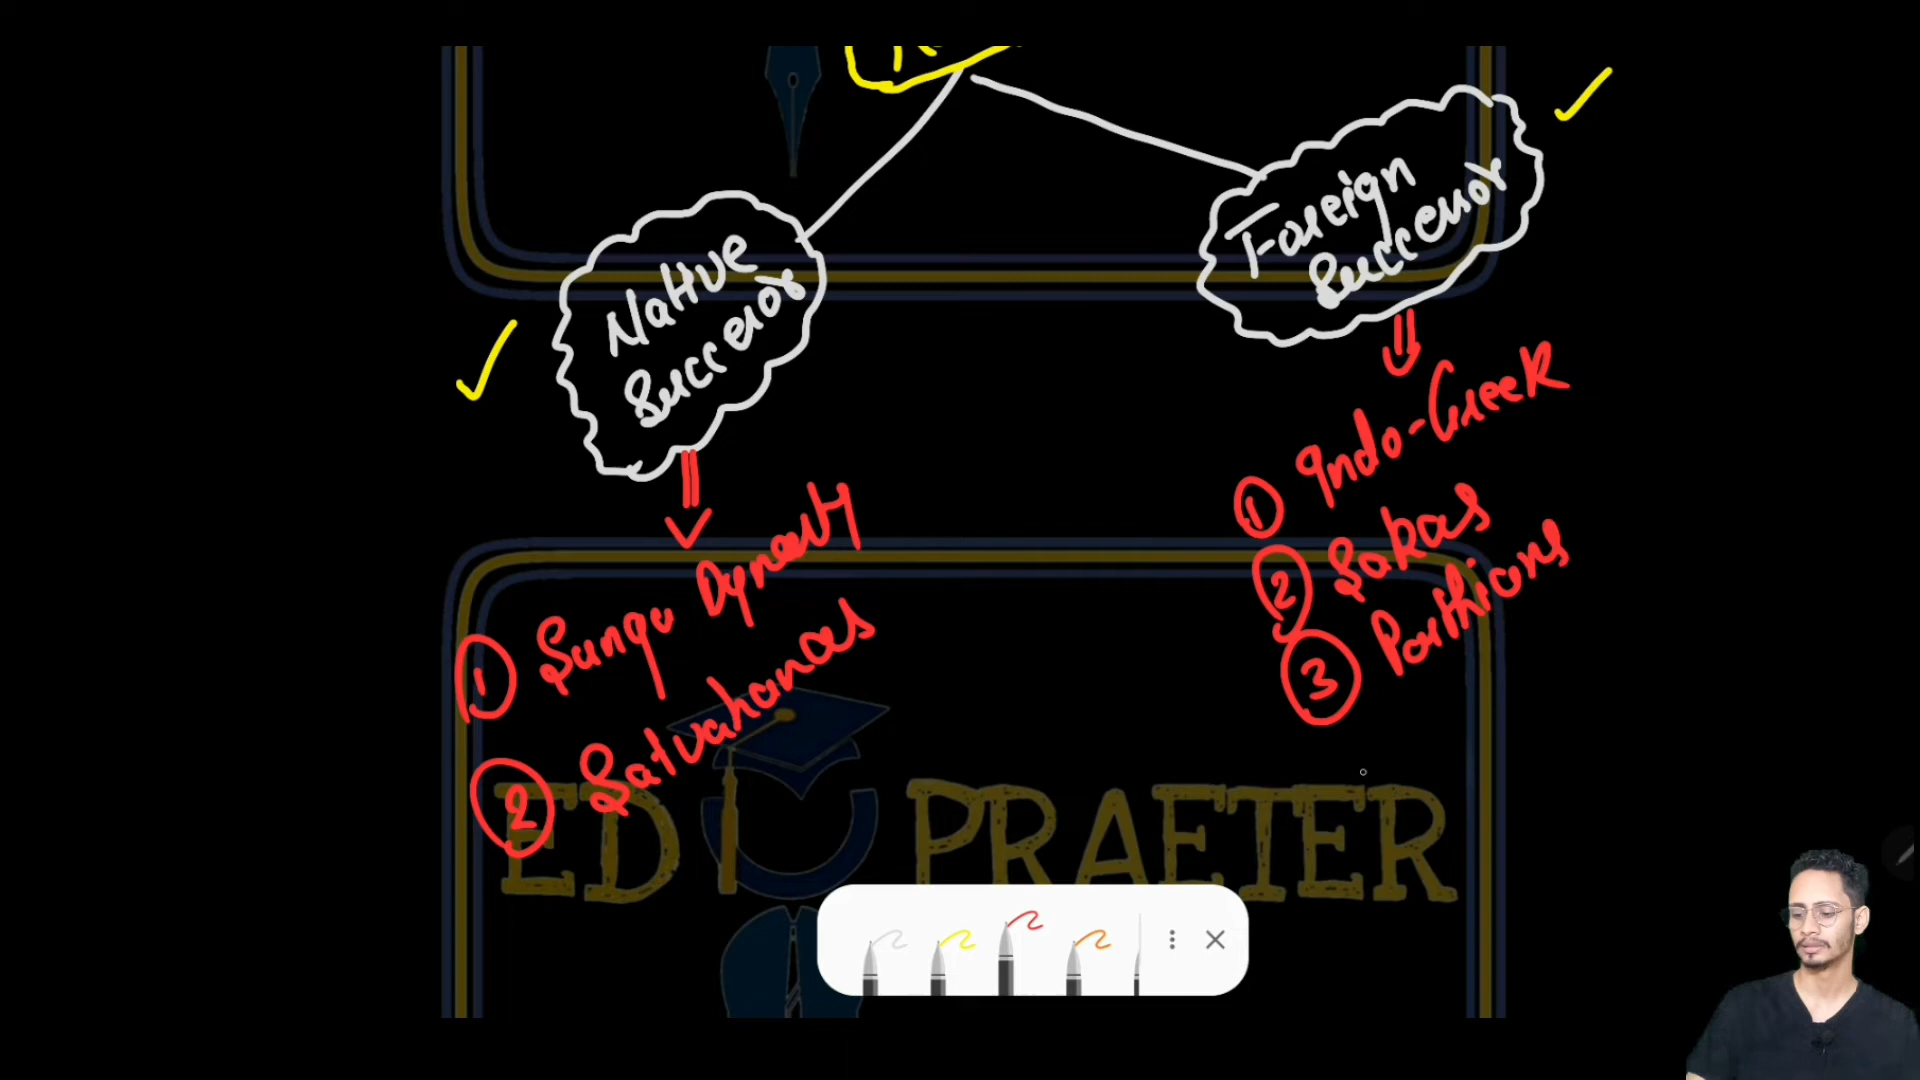 Native
Successor
Foreign
Successor
① Sunga Dynasty
② Satvahanas
① Indo-Greek
② Sakas
③ Parthians
EDU PRAETER